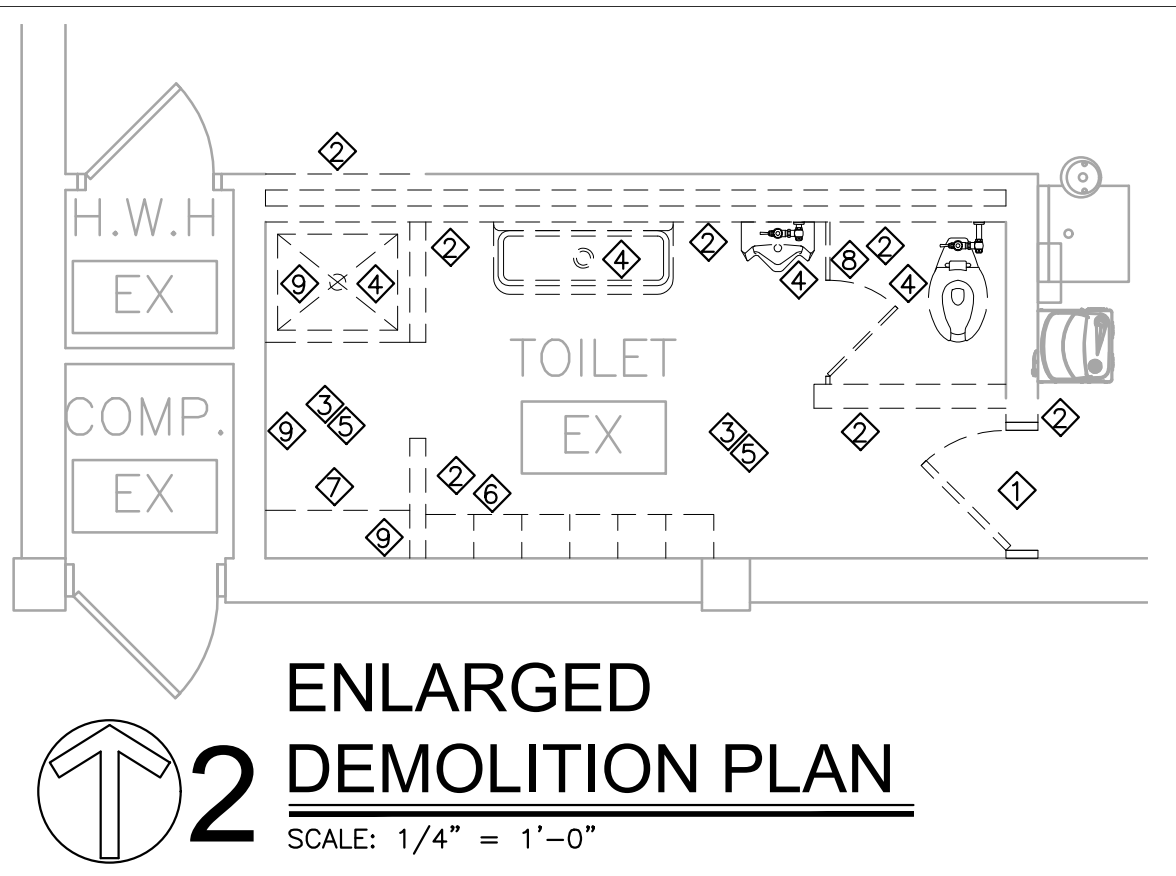 2
H.W.H
2
2
8
2
9
4
4
4
4
EX
TOILET
COMP.
3
5
9
3
5
2
2
EX
EX
7
2
6
1
9
ENLARGED
2 DEMOLITION PLAN
SCALE: 1/4" = 1'-0"